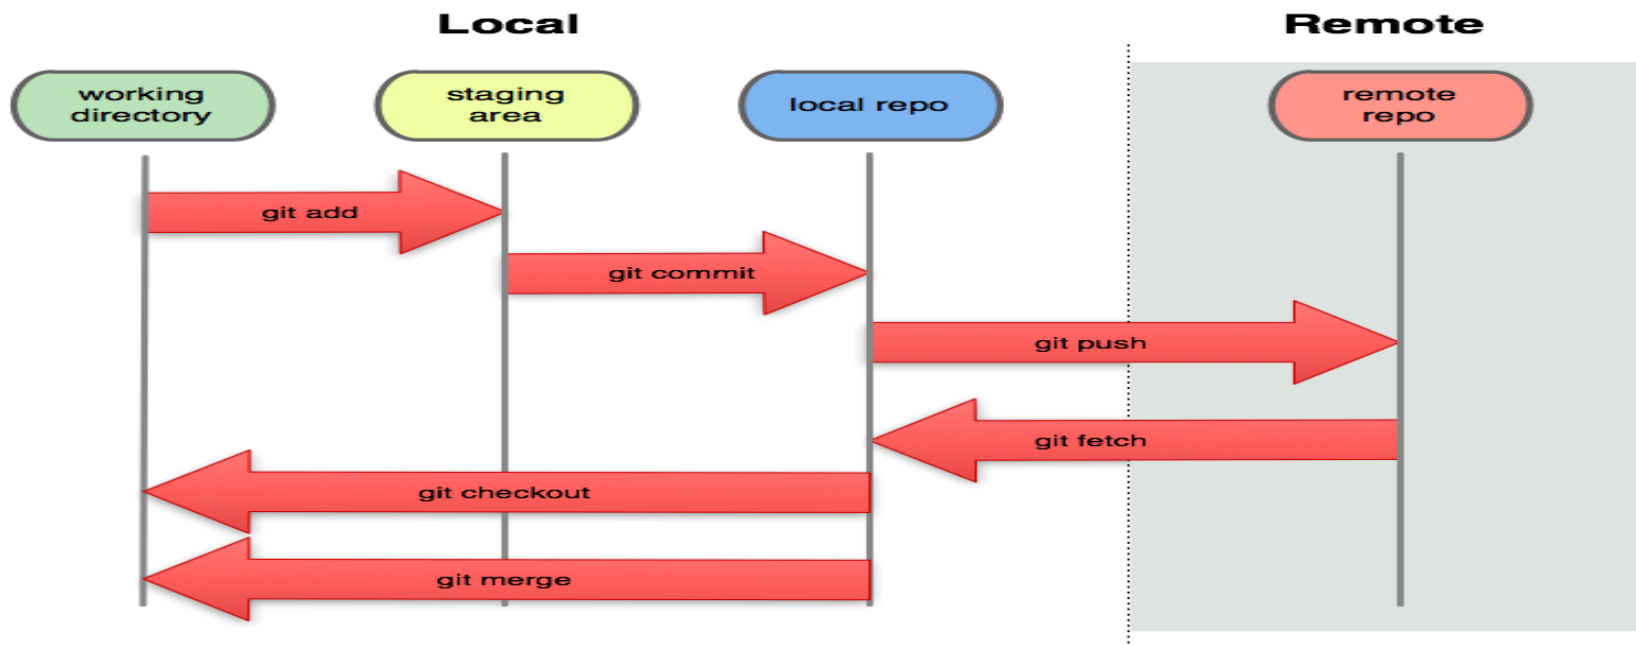 Local
Remote
working
directory
staging
area
local repo
remote
repo
git add
git commit
git push
git fetch
git checkout
git merge